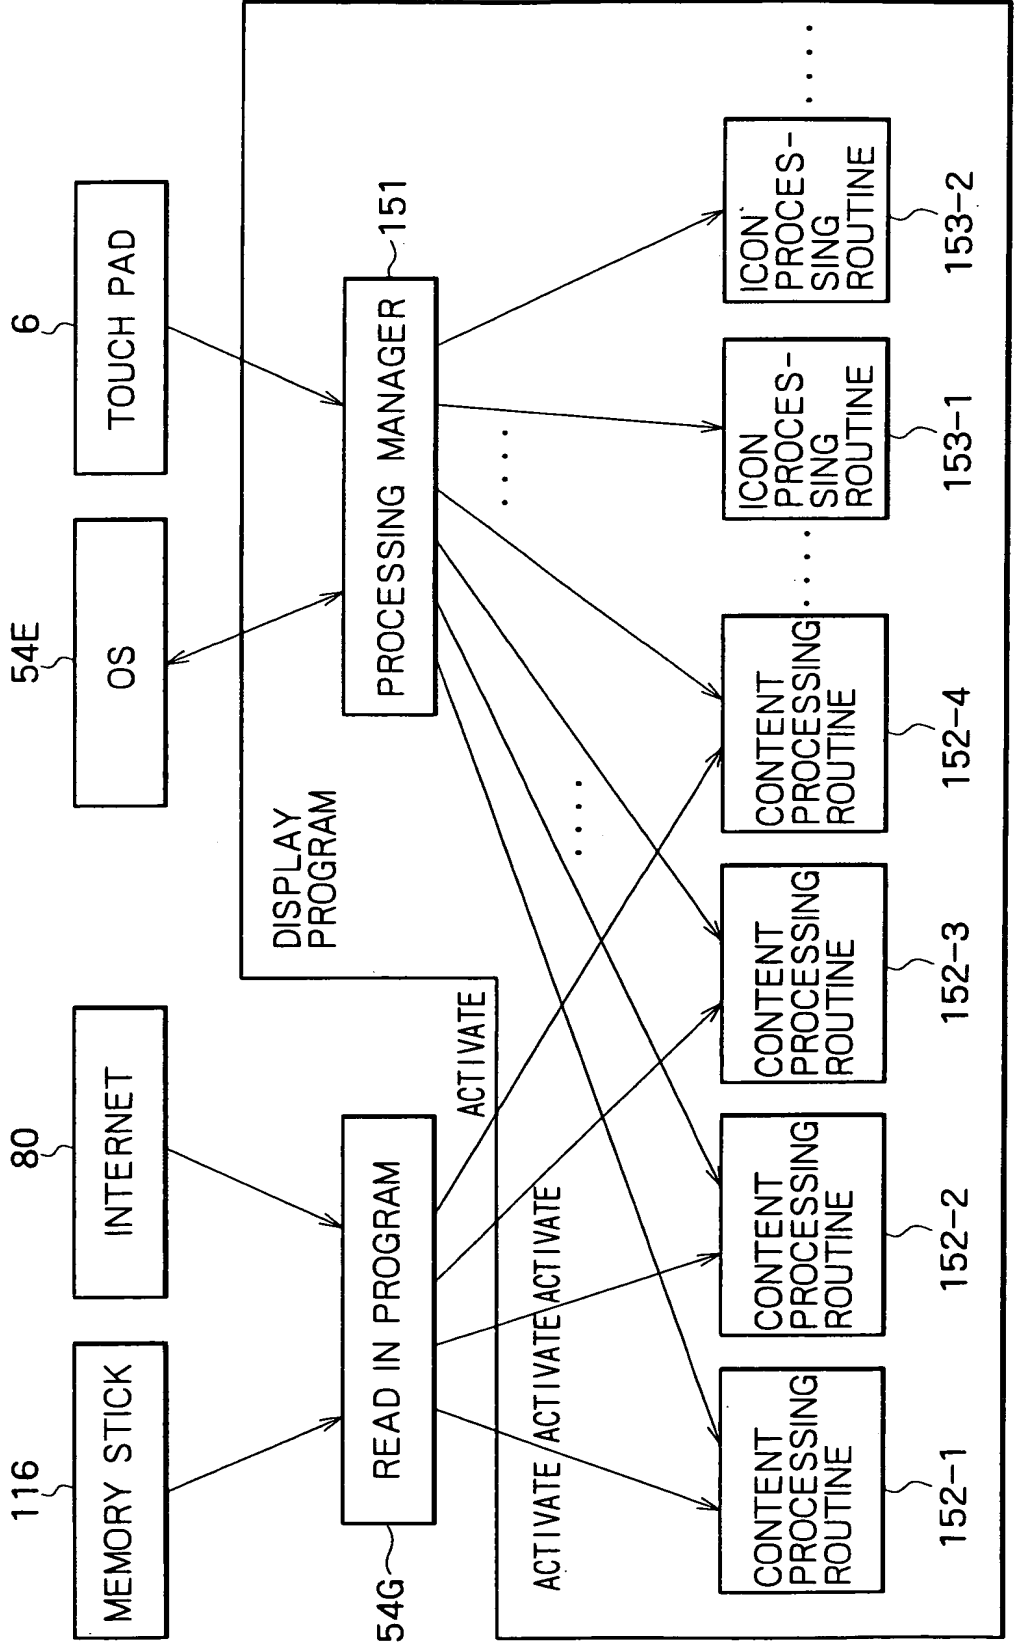 116
80
54E
6
MEMORY STICK
INTERNET
OS
TOUCH PAD
DISPLAY
PROGRAM
54G
READ IN PROGRAM
PROCESSING MANAGER
151
ACTIVATE
ACTIVATE ACTIVATE ACTIVATE
....
....
CONTENT
PROCESSING
ROUTINE
CONTENT
PROCESSING
ROUTINE
CONTENT
PROCESSING
ROUTINE
CONTENT
PROCESSING
ROUTINE
....
ICON
PROCES-
SING
ROUTINE
ICON
PROCES-
SING
ROUTINE
....
152-1
152-2
152-3
152-4
153-1
153-2